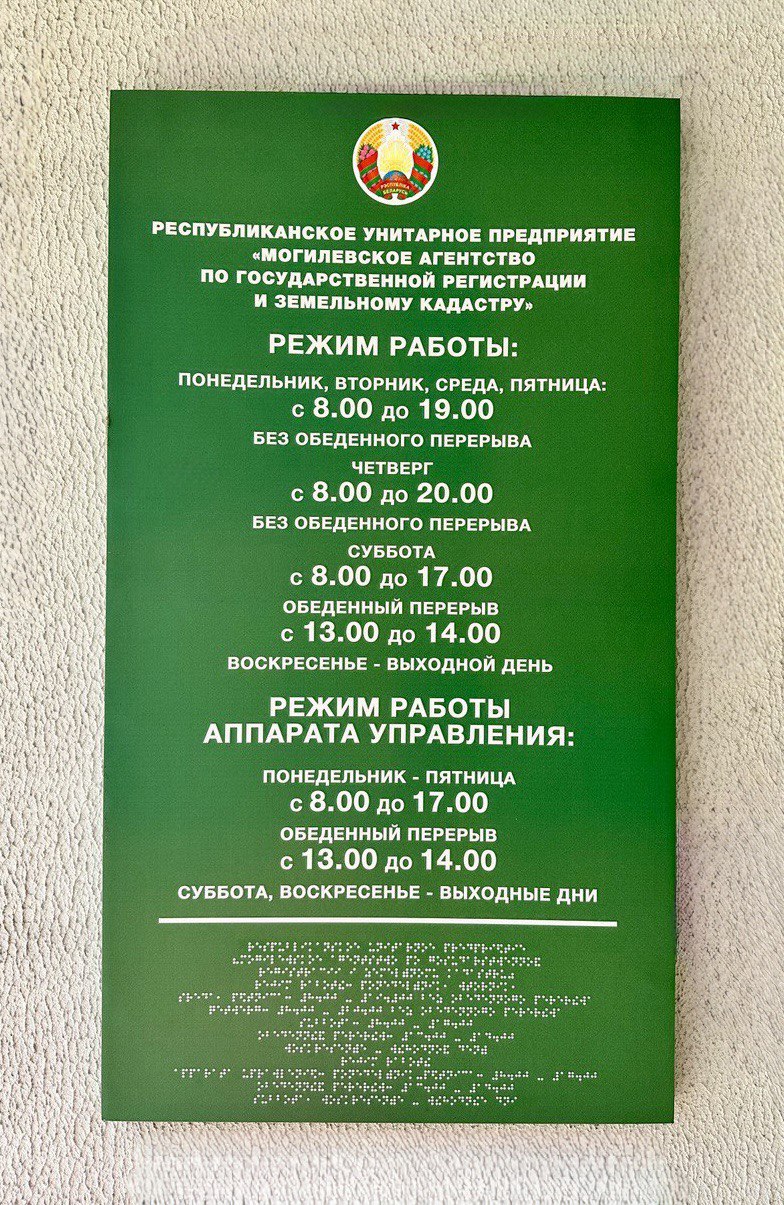 РЭСПУБЛІКА
БЕЛАРУСЬ
РЕСПУБЛИКАНСКОЕ УНИТАРНОЕ ПРЕДПРИЯТИЕ
«МОГИЛЕВСКОЕ АГЕНТСТВО
ПО ГОСУДАРСТВЕННОЙ РЕГИСТРАЦИИ
И ЗЕМЕЛЬНОМУ КАДАСТРУ»
РЕЖИМ РАБОТЫ:
ПОНЕДЕЛЬНИК, ВТОРНИК, СРЕДА, ПЯТНИЦА:
с 8.00 до 19.00
БЕЗ ОБЕДЕННОГО ПЕРЕРЫВА
ЧЕТВЕРГ
с 8.00 до 20.00
БЕЗ ОБЕДЕННОГО ПЕРЕРЫВА
СУББОТА
с 8.00 до 17.00
ОБЕДЕННЫЙ ПЕРЕРЫВ
с 13.00 до 14.00
ВОСКРЕСЕНЬЕ - ВЫХОДНОЙ ДЕНЬ
РЕЖИМ РАБОТЫ
АППАРАТА УПРАВЛЕНИЯ:
ПОНЕДЕЛЬНИК - ПЯТНИЦА
с 8.00 до 17.00
ОБЕДЕННЫЙ ПЕРЕРЫВ
с 13.00 до 14.00
СУББОТА, ВОСКРЕСЕНЬЕ - ВЫХОДНЫЕ ДНИ